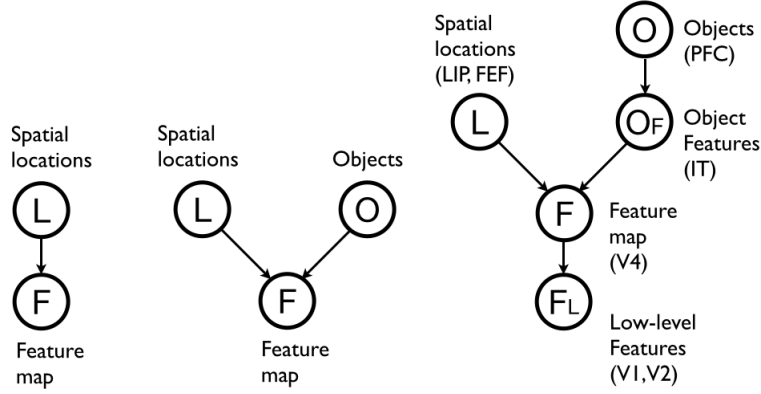 Spatial
locations
L
F
Feature
map
Spatial
locations
Objects
L
O
F
Feature
map
Spatial
locations
(LIP, FEF)
O
Objects
(PFC)
L
OF
Object
Features
(IT)
F
Feature
map
(V4)
FL
Low-level
Features
(V1,V2)